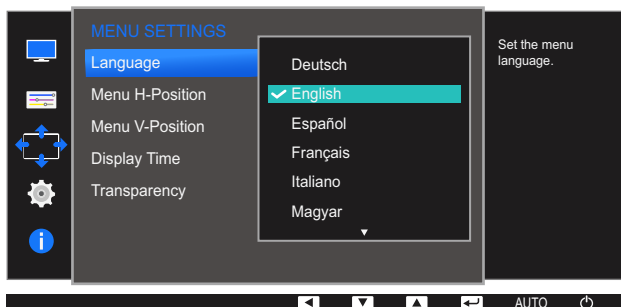 MENU SETTINGS
Language
Menu H-Position
Menu V-Position
Display Time
Transparency
Deutsch
English
Español
Français
Italiano
Magyar
Set the menu
language.
AUTO